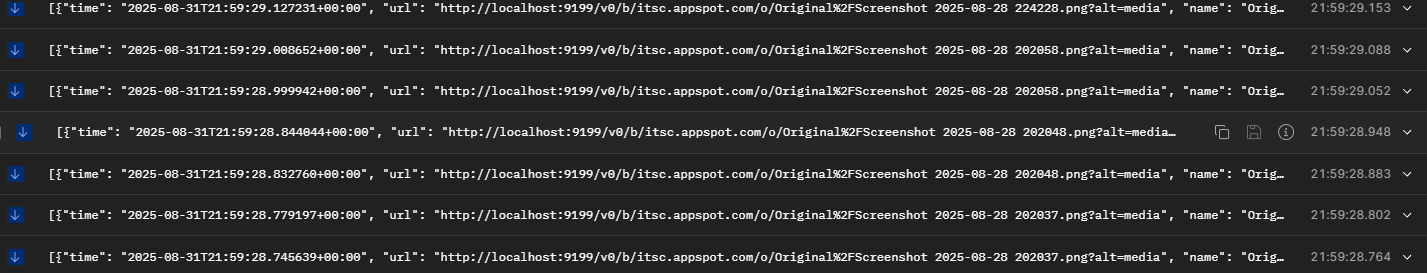 [{"time": "2025-08-31T21:59:29.127231+00:00", "url": "http://localhost:9199/v0/b/itsc.appspot.com/o/Original%2FScreenshot 2025-08-28 224228.png?alt=media", "name": "Orig… 21:59:29.153
[{"time": "2025-08-31T21:59:29.008652+00:00", "url": "http://localhost:9199/v0/b/itsc.appspot.com/o/Original%2FScreenshot 2025-08-28 202058.png?alt=media", "name": "Orig… 21:59:29.088
[{"time": "2025-08-31T21:59:28.999942+00:00", "url": "http://localhost:9199/v0/b/itsc.appspot.com/o/Original%2FScreenshot 2025-08-28 202058.png?alt=media", "name": "Orig… 21:59:29.052
[{"time": "2025-08-31T21:59:28.844044+00:00", "url": "http://localhost:9199/v0/b/itsc.appspot.com/o/Original%2FScreenshot 2025-08-28 202048.png?alt=media… 21:59:28.948
[{"time": "2025-08-31T21:59:28.832760+00:00", "url": "http://localhost:9199/v0/b/itsc.appspot.com/o/Original%2FScreenshot 2025-08-28 202048.png?alt=media", "name": "Orig… 21:59:28.883
[{"time": "2025-08-31T21:59:28.779197+00:00", "url": "http://localhost:9199/v0/b/itsc.appspot.com/o/Original%2FScreenshot 2025-08-28 202037.png?alt=media", "name": "Orig… 21:59:28.802
[{"time": "2025-08-31T21:59:28.745639+00:00", "url": "http://localhost:9199/v0/b/itsc.appspot.com/o/Original%2FScreenshot 2025-08-28 202037.png?alt=media", "name": "Orig… 21:59:28.764